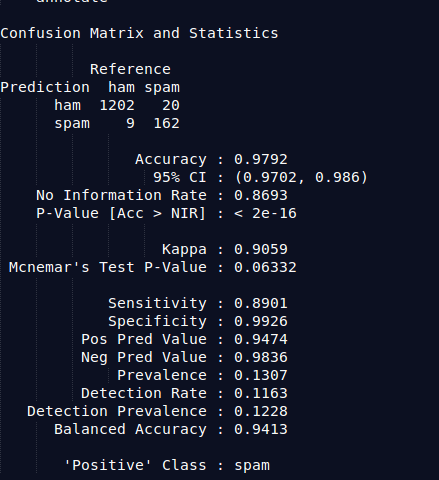 annotate
Confusion Matrix and Statistics
Reference
Prediction ham spam
ham 1202 20
spam 9 162
Accuracy : 0.9792
95% CI : (0.9702, 0.986)
No Information Rate : 0.8693
P-Value [Acc > NIR] : < 2e-16
Kappa : 0.9059
Mcnemar's Test P-Value : 0.06332
Sensitivity : 0.8901
Specificity : 0.9926
Pos Pred Value : 0.9474
Neg Pred Value : 0.9836
Prevalence : 0.1307
Detection Rate : 0.1163
Detection Prevalence : 0.1228
Balanced Accuracy : 0.9413
'Positive' Class : spam